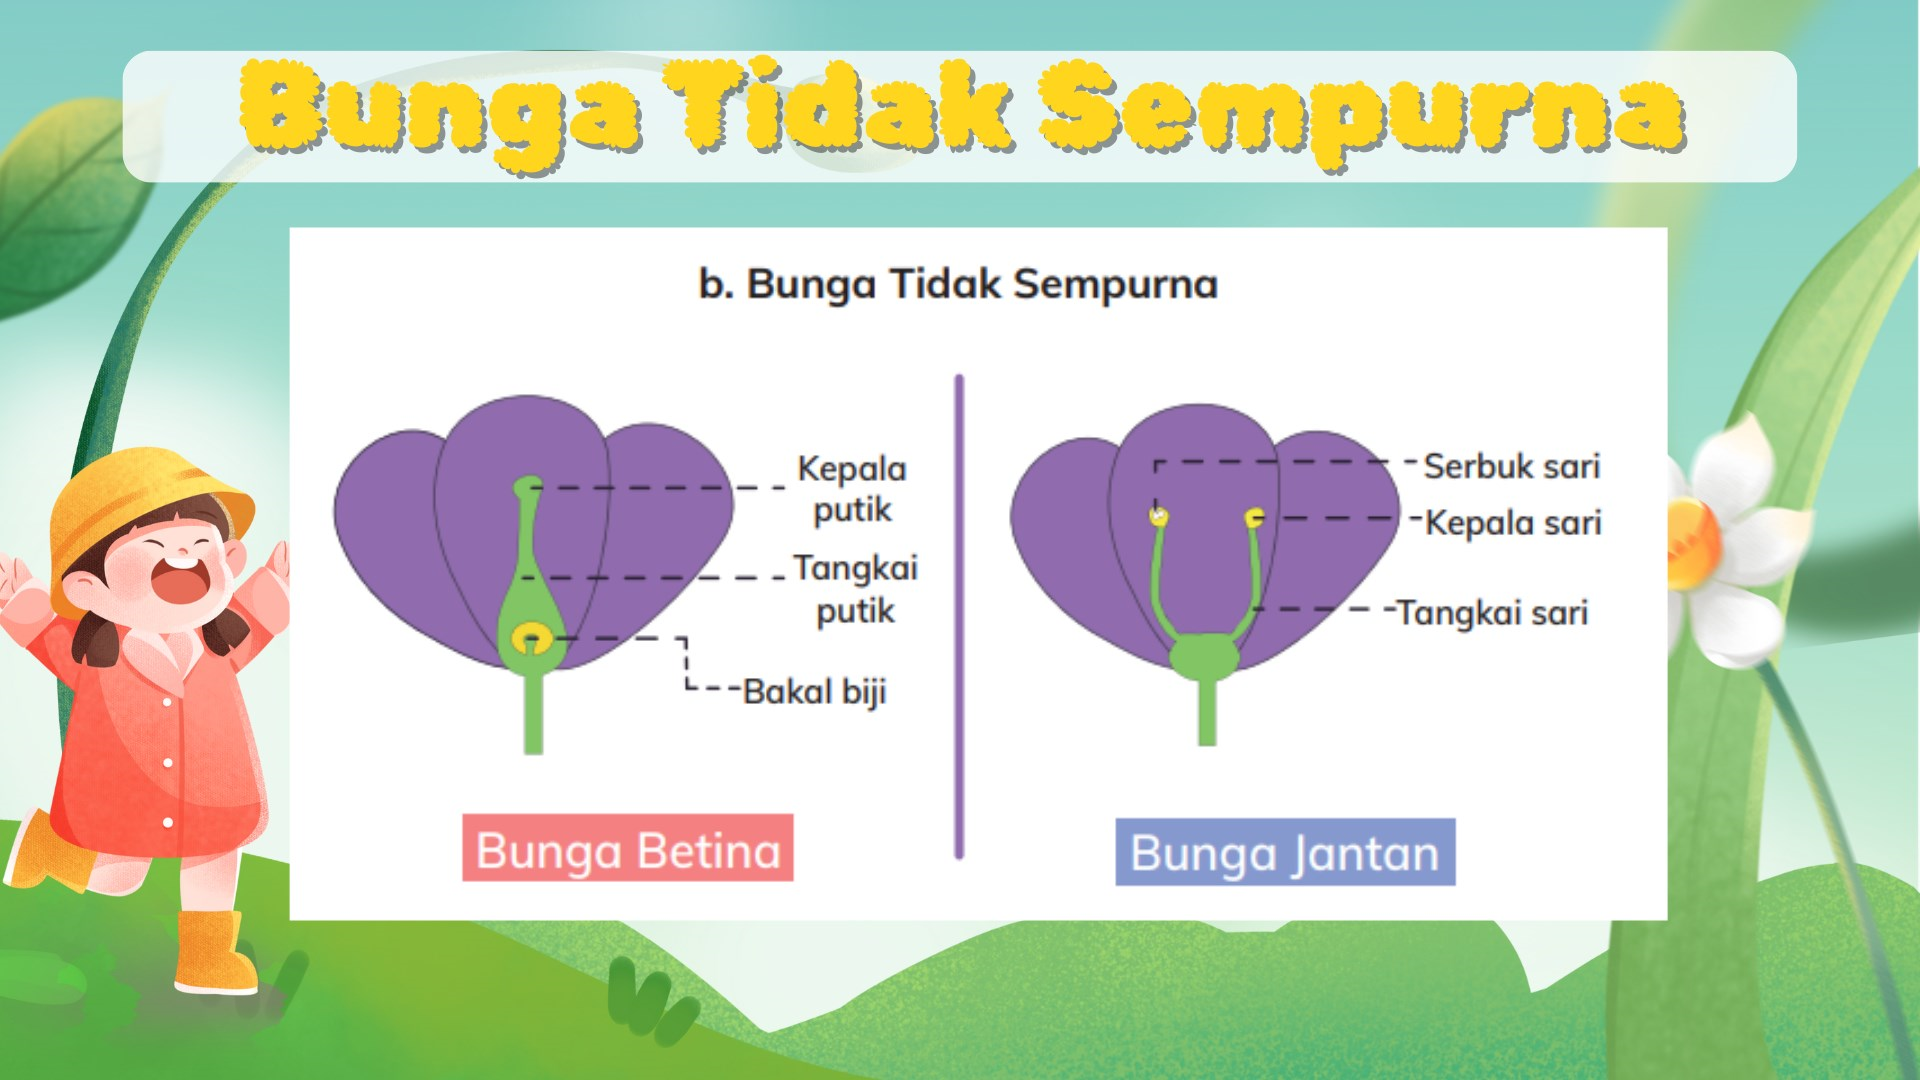 Bunga Tidak Sempurna
b. Bunga Tidak Sempurna
Kepala
putik
Tangkai
putik
Bakal biji
Bunga Betina
Serbuk sari
Kepala sari
Tangkai sari
Bunga Jantan